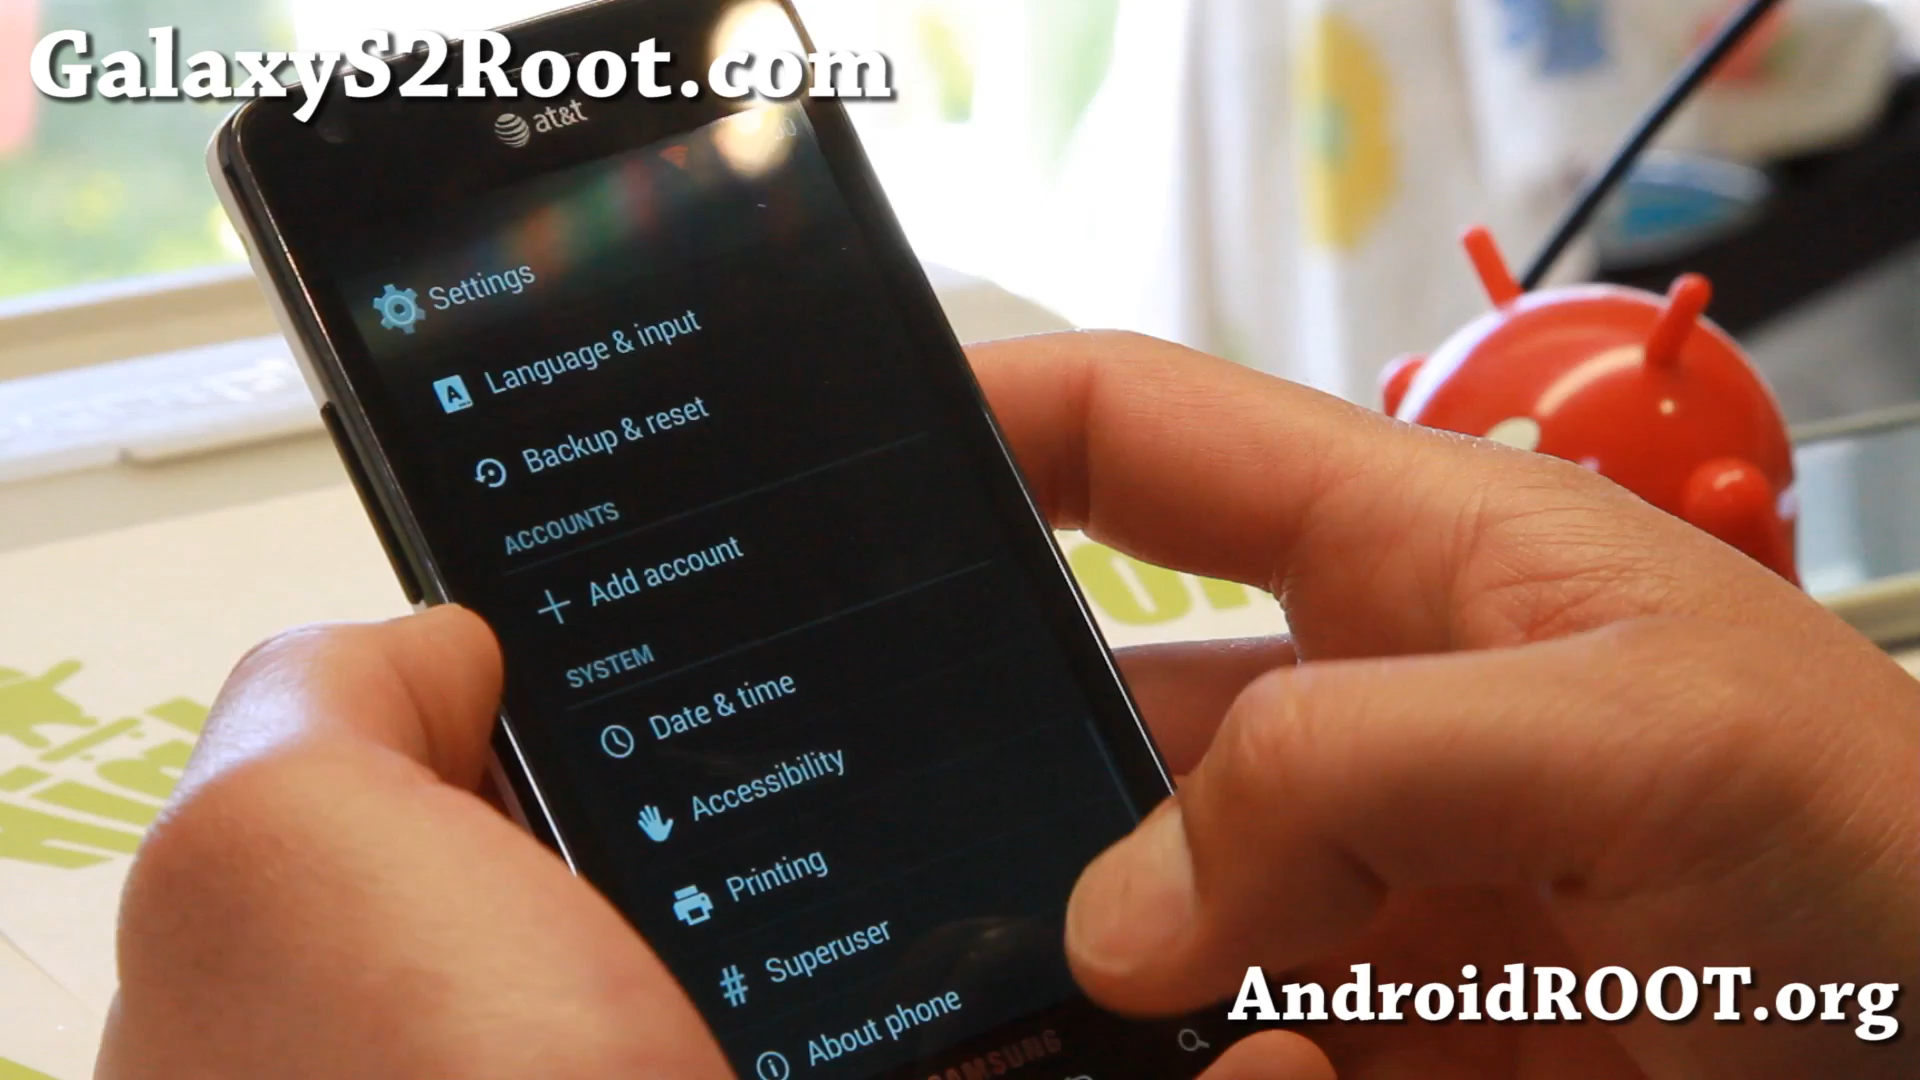 GalaxyS2Root.com
at&t
Settings
Language & input
Backup & reset
ACCOUNTS
Add account
SYSTEM
Date & time
Accessibility
Printing
# Superuser
About phone
SAMSUNG
AndroidROOT.org